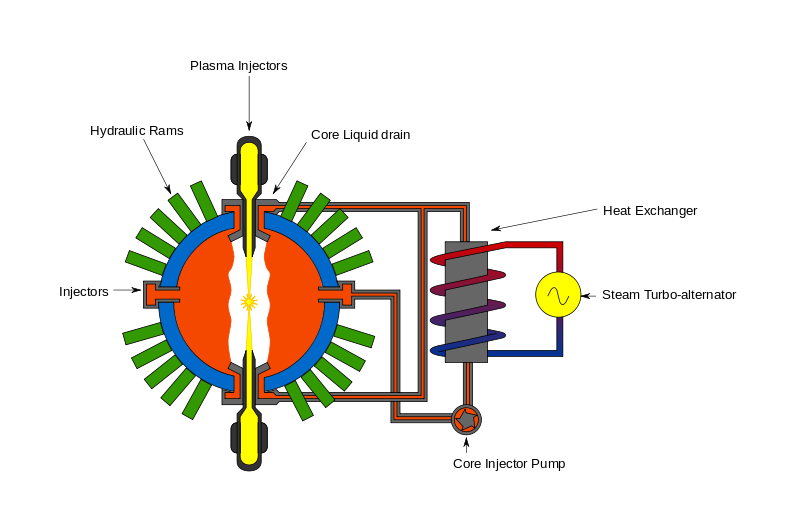 Plasma Injectors
Hydraulic Rams
Core Liquid drain
Heat Exchanger
Injectors
Steam Turbo-alternator
Core Injector Pump